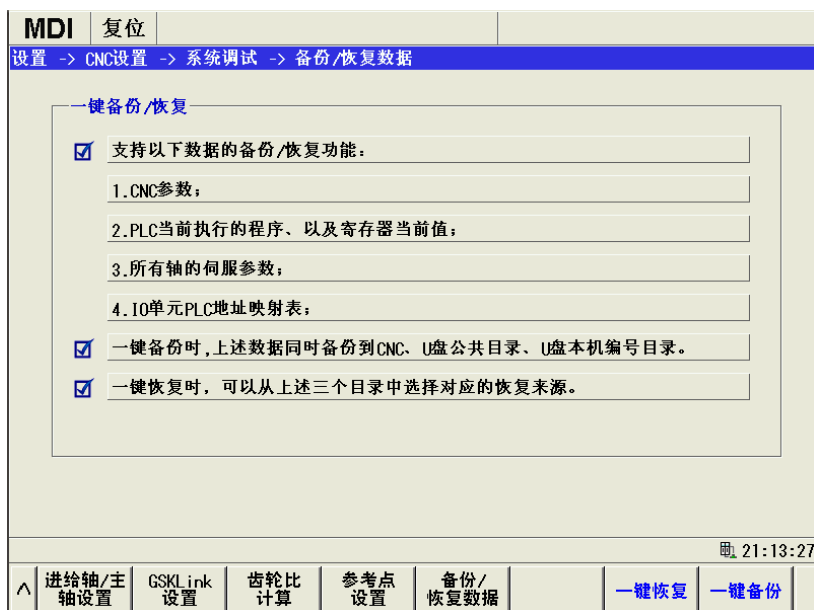 MDI 复位
设置 -> CNC设置 -> 系统调试 -> 备份/恢复数据
一键备份/恢复
支持以下数据的备份/恢复功能：
1.CNC参数；
2.PLC当前执行的程序、以及寄存器当前值；
3.所有轴的伺服参数；
4.IO单元PLC地址映射表；
一键备份时,上述数据同时备份到CNC、U盘公共目录、U盘本机编号目录。
一键恢复时，可以从上述三个目录中选择对应的恢复来源。
21:13:27
进给轴/主轴设置
GSKLink设置
齿轮比计算
参考点设置
备份/恢复数据
一键恢复
一键备份